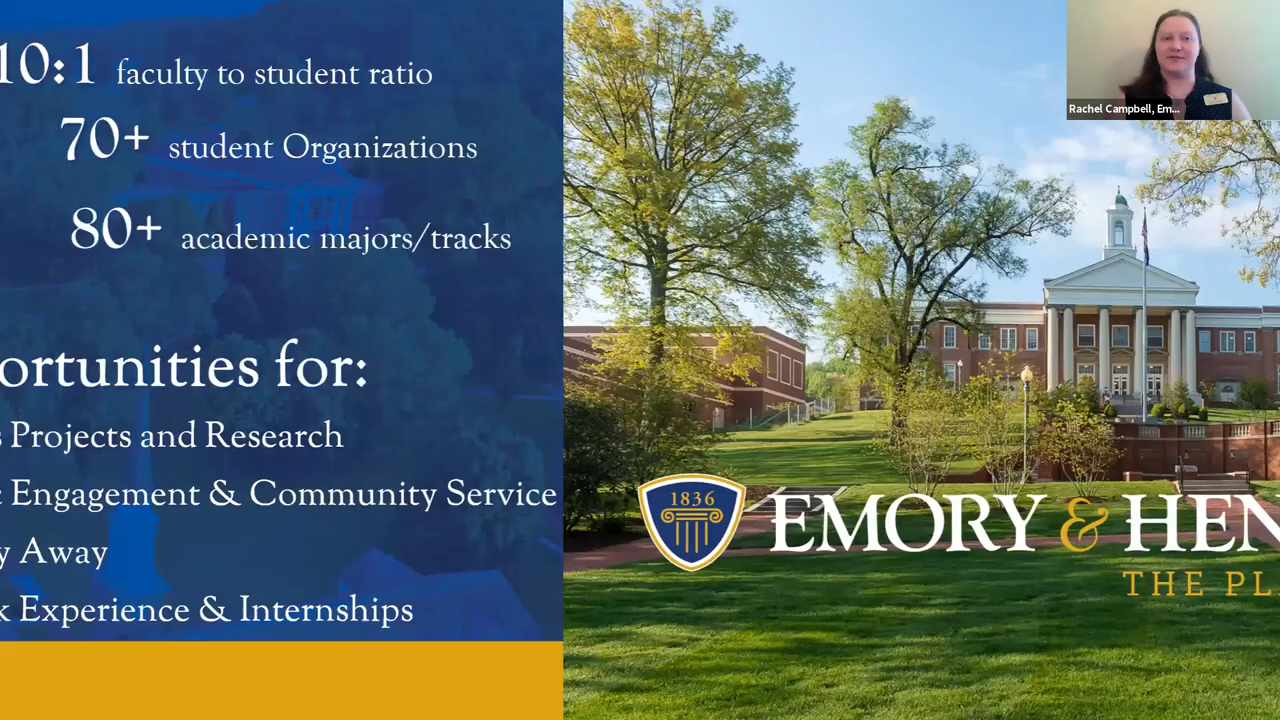 10:1 faculty to student ratio
70+ student Organizations
80+ academic majors/tracks
ortunities for:
s Projects and Research
c Engagement & Community Service
y Away
k Experience & Internships
Rachel Campbell, Em...
1836
EMORY & HEN
THE PL